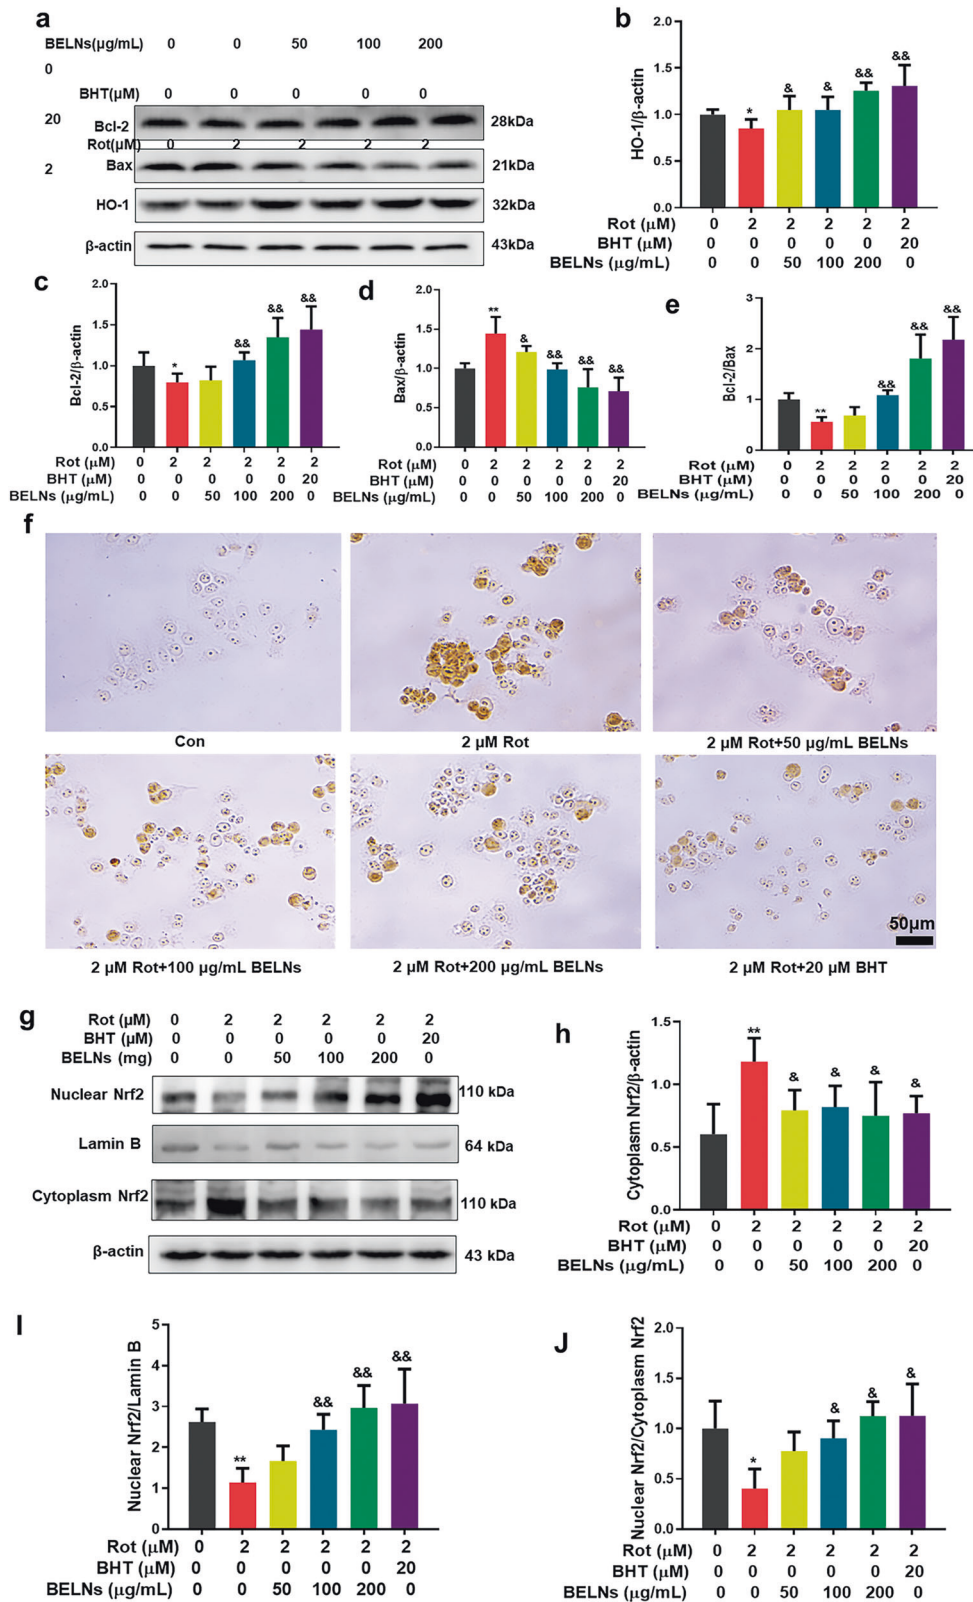 a
BELNs(μg/mL) 0 0 50 100 200
0
BHT(μM) 0 0 0 0 0
20
Bcl-2 28kDa
Rot(μM) 0 2 2 2 2
2
Bax 21kDa
HO-1 32kDa
β-actin 43kDa
b
HO-1/β-actin
2.0
1.5
1.0
0.5
0.0
* & & && &&
Rot (μM) 0 2 2 2 2 2
BHT (μM) 0 0 0 0 0 20
BELNs (μg/mL) 0 0 50 100 200 0
c
Bcl-2/β-actin
2.0
1.5
1.0
0.5
0.0
* && && &&
Rot (μM) 0 2 2 2 2 2
BHT (μM) 0 0 0 0 0 20
BELNs (μg/mL) 0 0 50 100 200 0
d
Bax/β-actin
2.0
1.5
1.0
0.5
0.0
** & && && &&
Rot (μM) 0 2 2 2 2 2
BHT (μM) 0 0 0 0 0 20
BELNs (μg/mL) 0 0 50 100 200 0
e
Bcl-2/Bax
3
2
1
0
** && && &&
Rot (μM) 0 2 2 2 2 2
BHT (μM) 0 0 0 0 0 20
BELNs (μg/mL) 0 0 50 100 200 0
f
Con
2 μM Rot
2 μM Rot+50 μg/mL BELNs
50μm
2 μM Rot+100 μg/mL BELNs
2 μM Rot+200 μg/mL BELNs
2 μM Rot+20 μM BHT
g
Rot (μM) 0 2 2 2 2 2
BHT (μM) 0 0 0 0 0 20
BELNs (mg) 0 0 50 100 200 0
Nuclear Nrf2 110 kDa
Lamin B 64 kDa
Cytoplasm Nrf2 110 kDa
β-actin 43 kDa
h
Cytoplasm Nrf2/β-actin
1.5
1.0
0.5
0.0
** & & & &
Rot (μM) 0 2 2 2 2 2
BHT (μM) 0 0 0 0 0 20
BELNs (μg/mL) 0 0 50 100 200 0
I
Nuclear Nrf2/Lamin B
5
4
3
2
1
0
** && && &&
Rot (μM) 0 2 2 2 2 2
BHT (μM) 0 0 0 0 0 20
BELNs (μg/mL) 0 0 50 100 200 0
J
Nuclear Nrf2/Cytoplasm Nrf2
2.0
1.5
1.0
0.5
0.0
* & & &
Rot (μM) 0 2 2 2 2 2
BHT (μM) 0 0 0 0 0 20
BELNs (μg/mL) 0 0 50 100 200 0